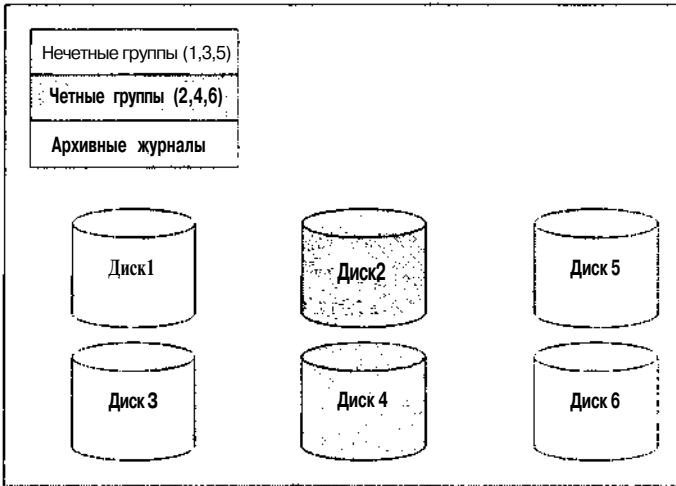 Нечетные группы (1,3,5)
Четные группы (2,4,6)
Архивные журналы
Диск1
Диск2
Диск 5
Диск 3
Диск 4
Диск 6